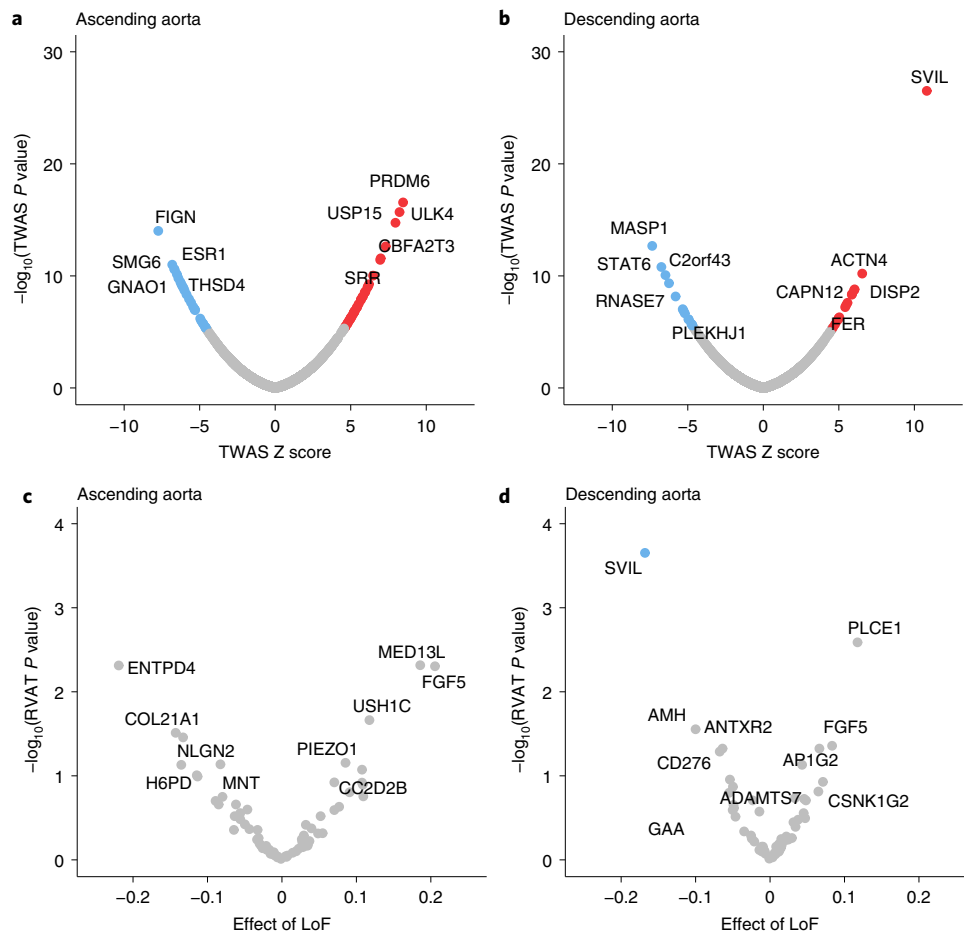 a Ascending aorta
30
20
10
0
−log10(TWAS P value)
−10 −5 0 5 10
TWAS Z score
PRDM6
USP15 ULK4
FIGN
CBFA2T3
ESR1
SMG6
GNAO1 THSD4
SRR
b Descending aorta
30
20
10
0
−log10(TWAS P value)
−10 −5 0 5 10
TWAS Z score
SVIL
MASP1
STAT6 C2orf43
ACTN4
RNASE7
CAPN12 DISP2
PLEKHJ1
FER
c Ascending aorta
4
3
2
1
0
−log10(RVAT P value)
−0.2 −0.1 0 0.1 0.2
Effect of LoF
ENTPD4
MED13L
FGF5
COL21A1
USH1C
NLGN2
PIEZO1
H6PD MNT
CC2D2B
d Descending aorta
4
3
2
1
0
−log10(RVAT P value)
−0.2 −0.1 0 0.1 0.2
Effect of LoF
SVIL
PLCE1
AMH ANTXR2 FGF5
CD276 AP1G2
ADAMTS7 CSNK1G2
GAA